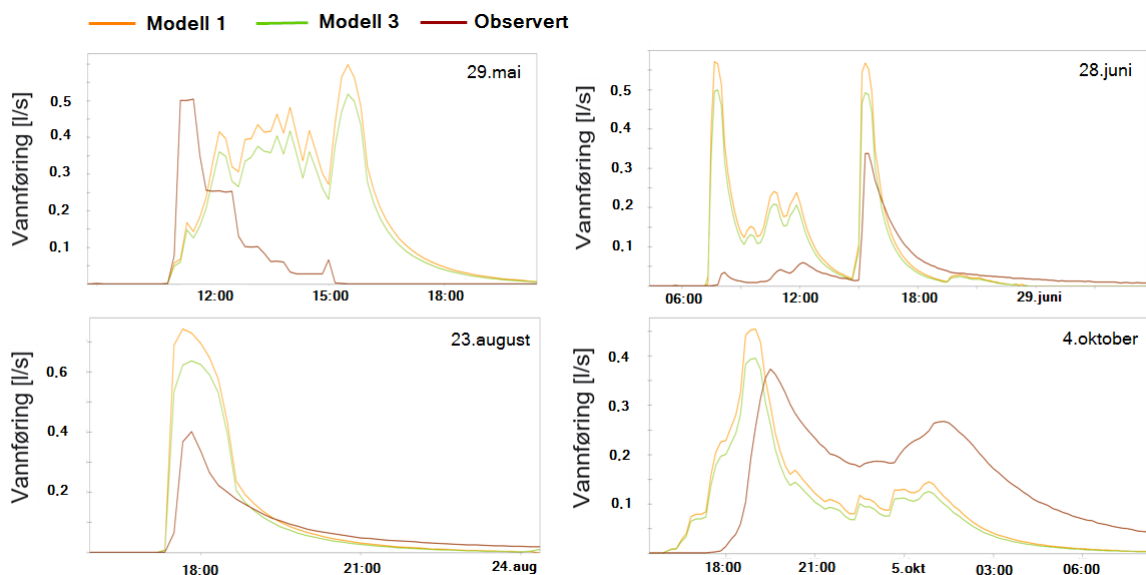 Modell 1 Modell 3 Observert
29.mai
Vannføring [l/s]
0.5
0.4
0.3
0.2
0.1
12:00 15:00 18:00
28.juni
Vannføring [l/s]
0.5
0.4
0.3
0.2
0.1
06:00 12:00 18:00 29.juni
23.august
Vannføring [l/s]
0.6
0.4
0.2
18:00 21:00 24.aug
4.oktober
Vannføring [l/s]
0.4
0.3
0.2
0.1
18:00 21:00 5.okt 03:00 06:00